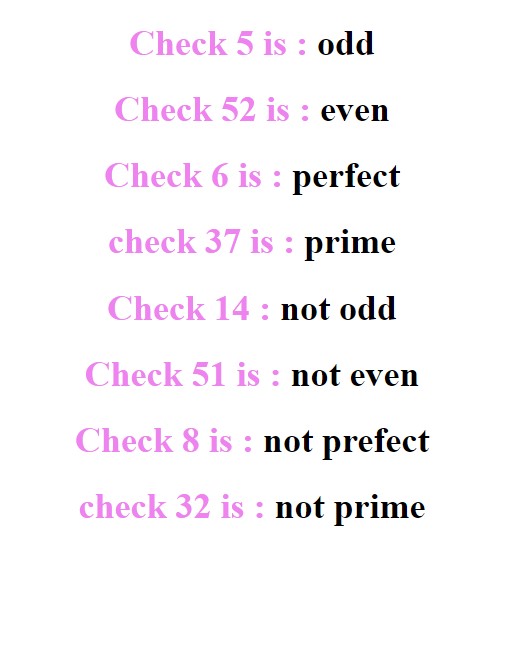 Check 5 is : odd
Check 52 is : even
Check 6 is : perfect
check 37 is : prime
Check 14 : not odd
Check 51 is : not even
Check 8 is : not prefect
check 32 is : not prime